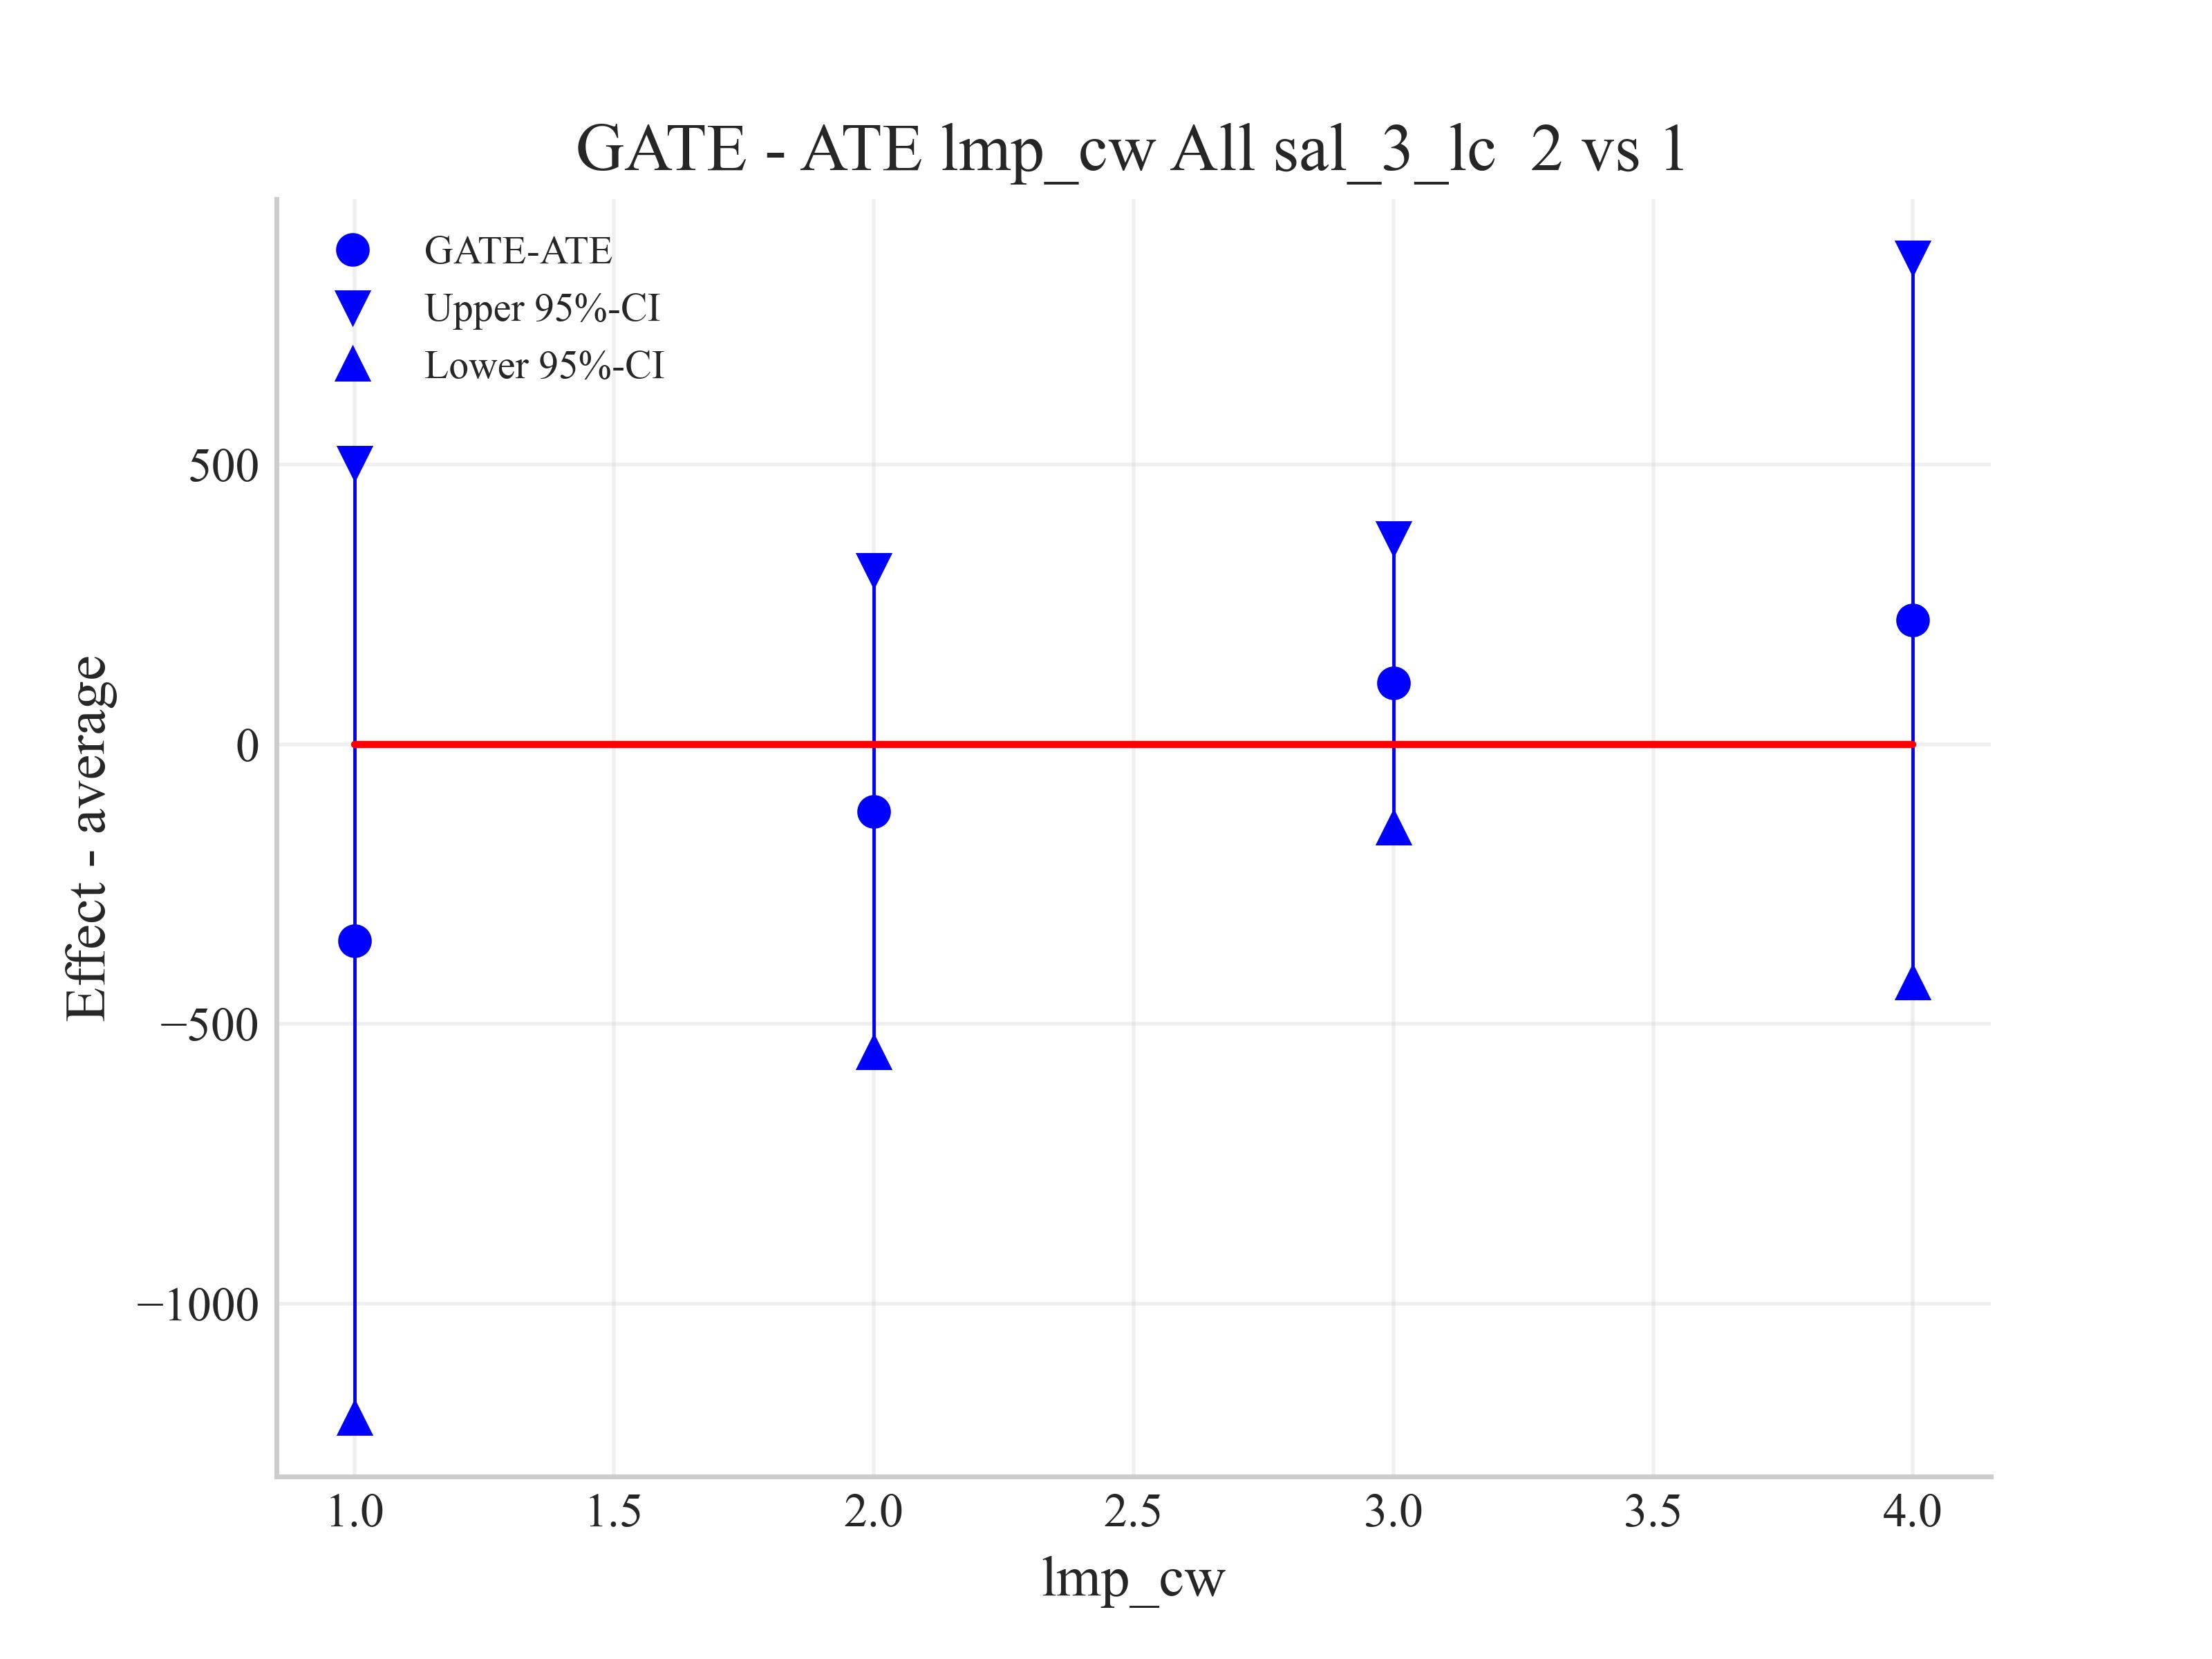 GATE - ATE lmp_cw All sal_3_lc  2 vs 1
GATE-ATE
Upper 95%-CI
Lower 95%-CI
Effect - average
500
0
−500
−1000
1.0 1.5 2.0 2.5 3.0 3.5 4.0
lmp_cw